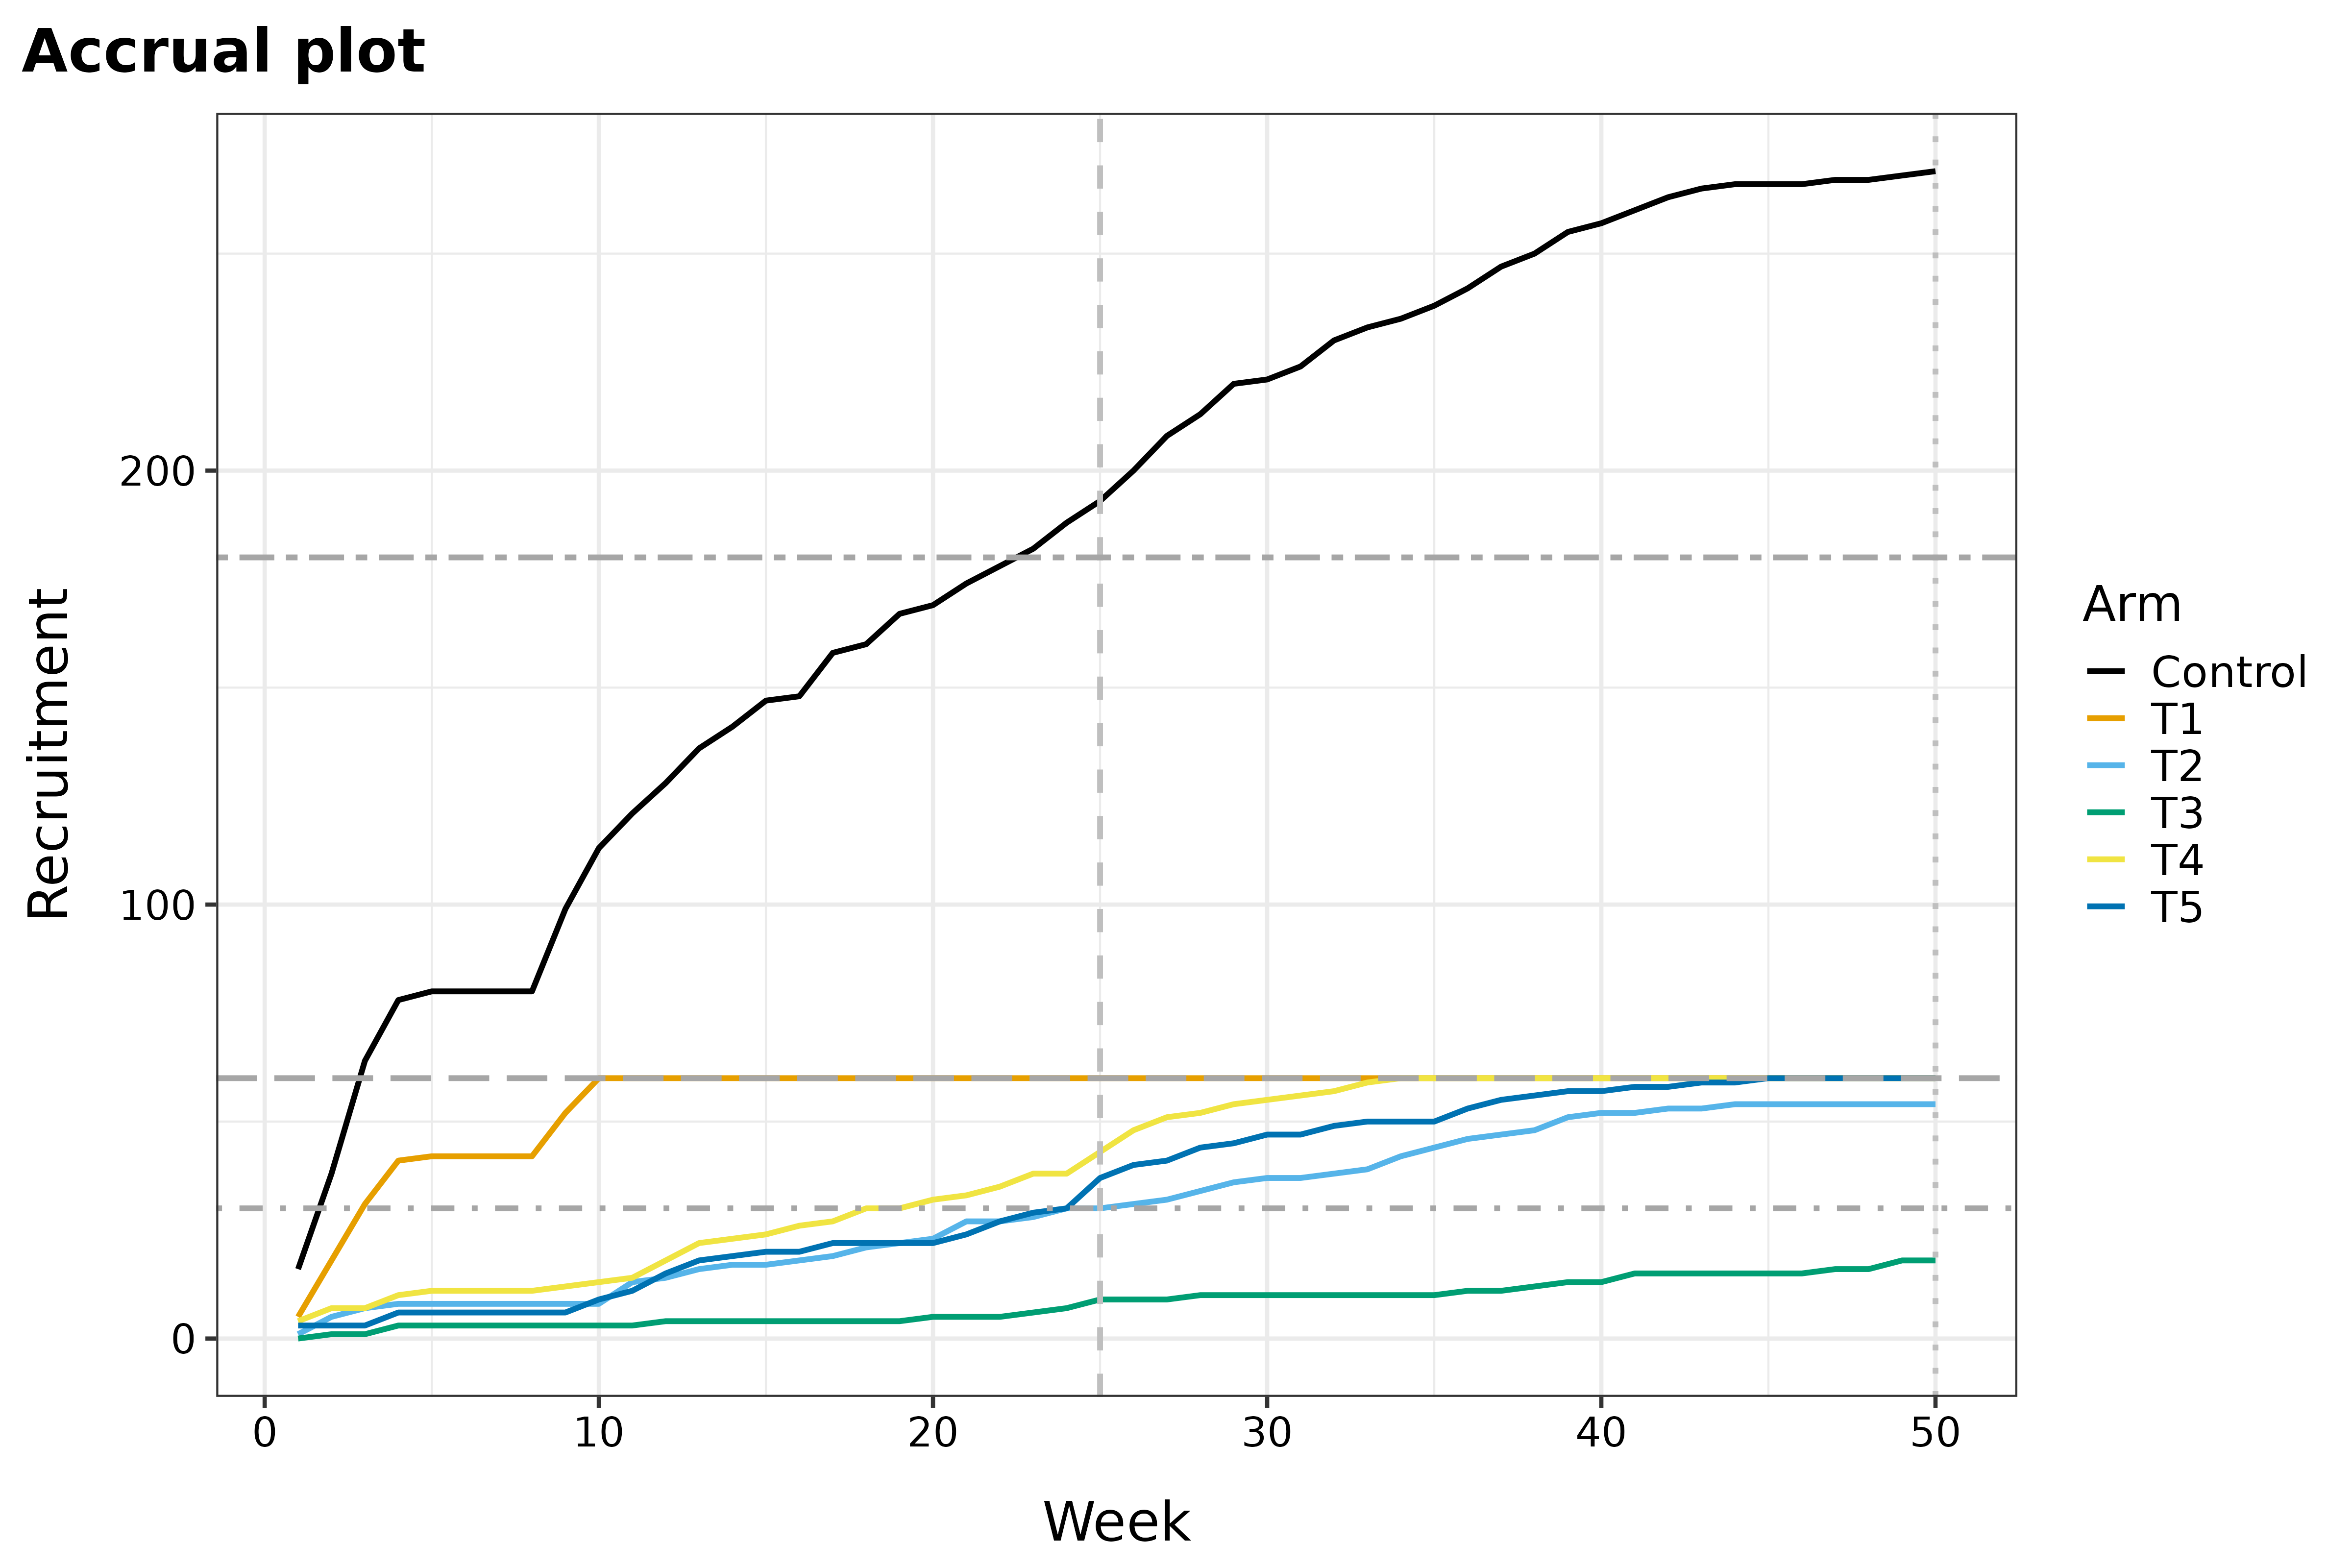 Accrual plot
Recruitment
200
100
0
0 10 20 30 40 50
Week
Arm
Control
T1
T2
T3
T4
T5